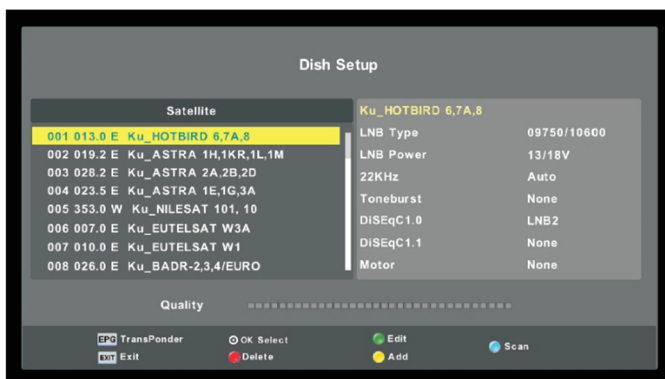 Dish Setup
Satellite
001 013.0 E Ku_HOTBIRD 6,7A,8
002 019.2 E Ku_ASTRA 1H,1KR,1L,1M
003 028.2 E Ku_ASTRA 2A,2B,2D
004 023.5 E Ku_ASTRA 1E,1G,3A
005 353.0 W Ku_NILESAT 101, 10
006 007.0 E Ku_EUTELSAT W3A
007 010.0 E Ku_EUTELSAT W1
008 026.0 E Ku_BADR-2,3,4/EURO
Ku_HOTBIRD 6,7A,8
LNB Type 09750/10600
LNB Power 13/18V
22KHz Auto
Toneburst None
DiSEqC1.0 LNB2
DiSEqC1.1 None
Motor None
Quality
EPG TransPonder OK Select Edit Scan
EXIT Exit Delete Add